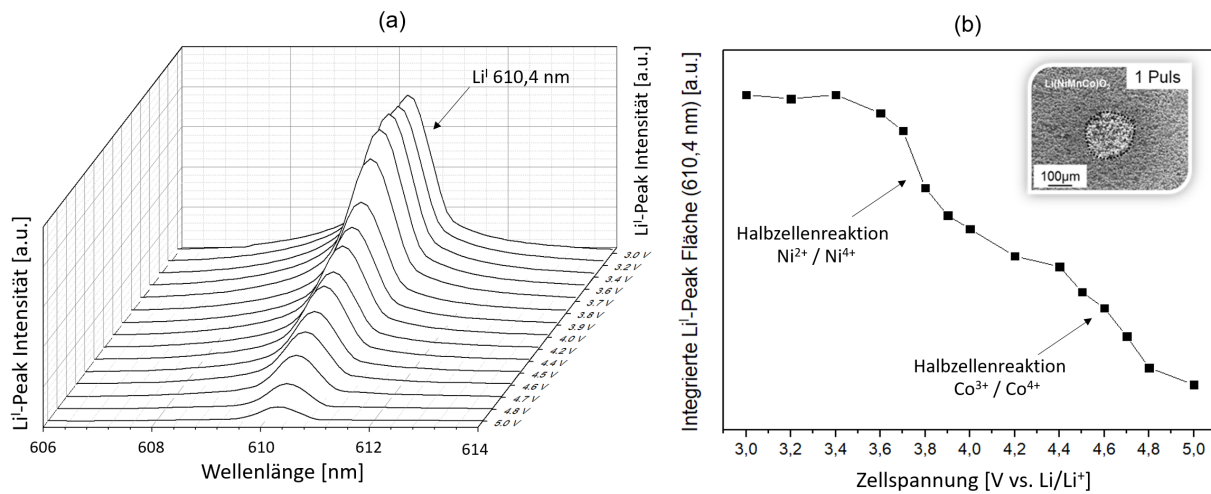 (a)
Liᴵ 610,4 nm
Liᴵ-Peak Intensität [a.u.]
Liᴵ-Peak Intensität [a.u.]
3.0 V
3.2 V
3.4 V
3.6 V
3.7 V
3.8 V
3.9 V
4.0 V
4.2 V
4.4 V
4.5 V
4.6 V
4.7 V
4.8 V
5.0 V
606 608 610 612 614
Wellenlänge [nm]
(b)
Integrierte Liᴵ-Peak Fläche (610,4 nm) [a.u.]
Li(NiMnCo)O₂
1 Puls
100µm
Halbzellenreaktion
Ni²⁺ / Ni⁴⁺
Halbzellenreaktion
Co³⁺ / Co⁴⁺
3,0 3,2 3,4 3,6 3,8 4,0 4,2 4,4 4,6 4,8 5,0
Zellspannung [V vs. Li/Li⁺]